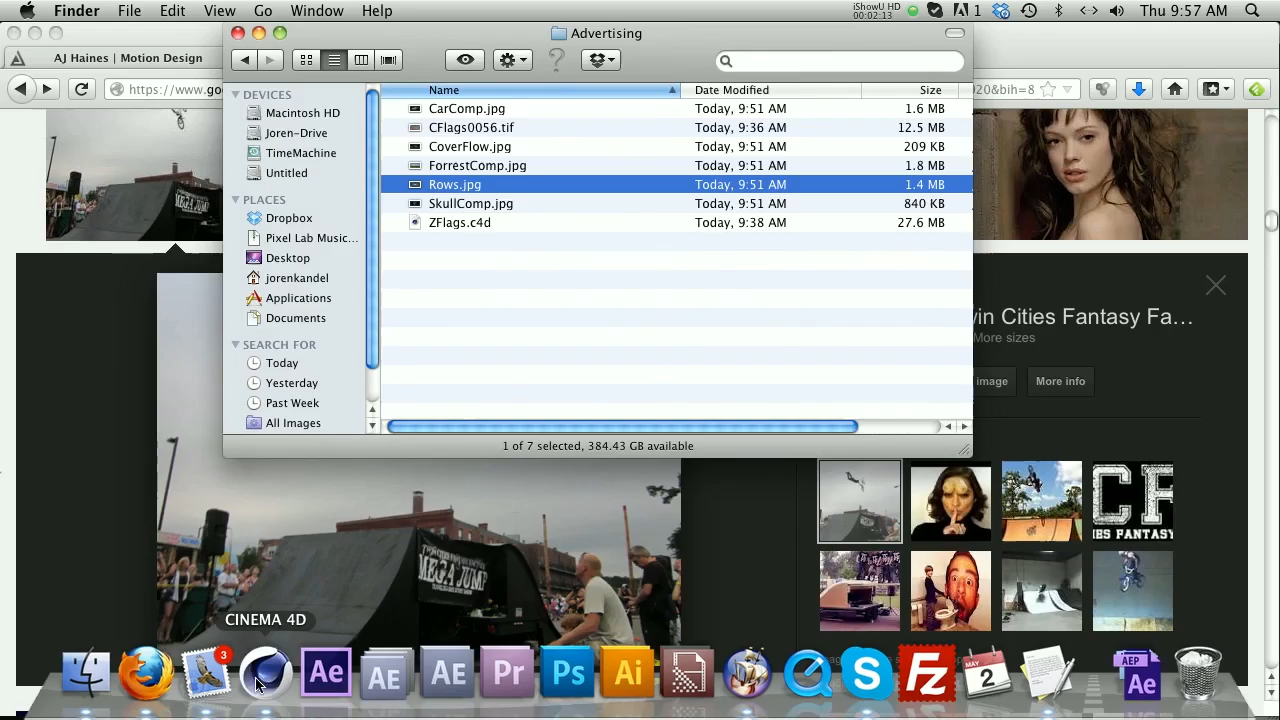 Finder File Edit View Go Window Help
iShowU HD
00:02:13
1
Thu 9:57 AM
AJ Haines | Motion Design
Advertising
https://www.go
020&bih=8
DEVICES
Macintosh HD
Joren-Drive
TimeMachine
Untitled
PLACES
Dropbox
Pixel Lab Music...
Desktop
jorenkandel
Applications
Documents
SEARCH FOR
Today
Yesterday
Past Week
All Images
Name Date Modified Size
CarComp.jpg Today, 9:51 AM 1.6 MB
CFlags0056.tif Today, 9:36 AM 12.5 MB
CoverFlow.jpg Today, 9:51 AM 209 KB
ForrestComp.jpg Today, 9:51 AM 1.8 MB
Rows.jpg Today, 9:51 AM 1.4 MB
SkullComp.jpg Today, 9:51 AM 840 KB
ZFlags.c4d Today, 9:38 AM 27.6 MB
1 of 7 selected, 384.43 GB available
win Cities Fantasy Fa...
More sizes
image
More info
MEGA JUMP
CF
IBS FANTASY
CINEMA 4D
3
Ae
AE
AE
Pr
Ps
Ai
S
Fz
MAY
2
AEP
Ae